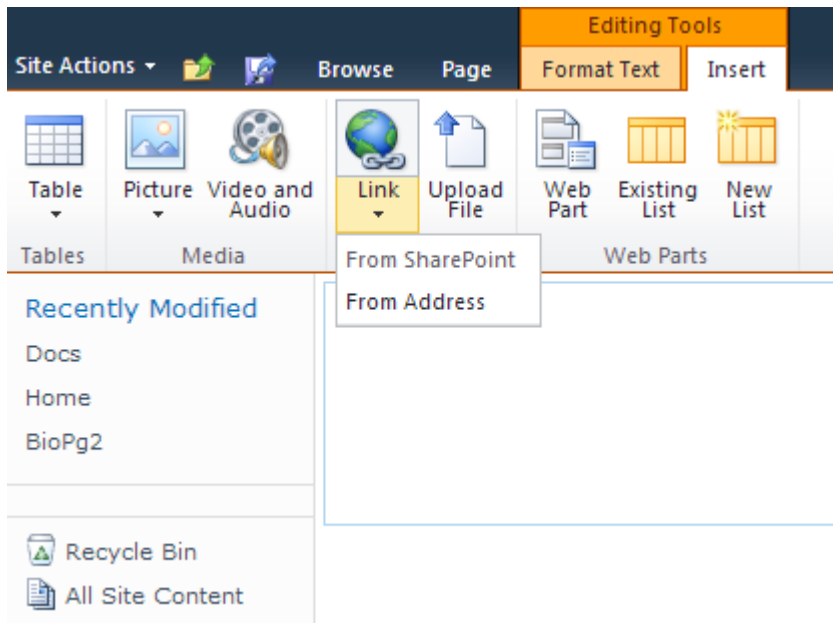 Editing Tools
Site Actions Browse Page Format Text Insert
Table Picture Video and Audio Link Upload File Web Part Existing List New List
Tables Media Web Parts
From SharePoint
From Address
Recently Modified
Docs
Home
BioPg2
Recycle Bin
All Site Content